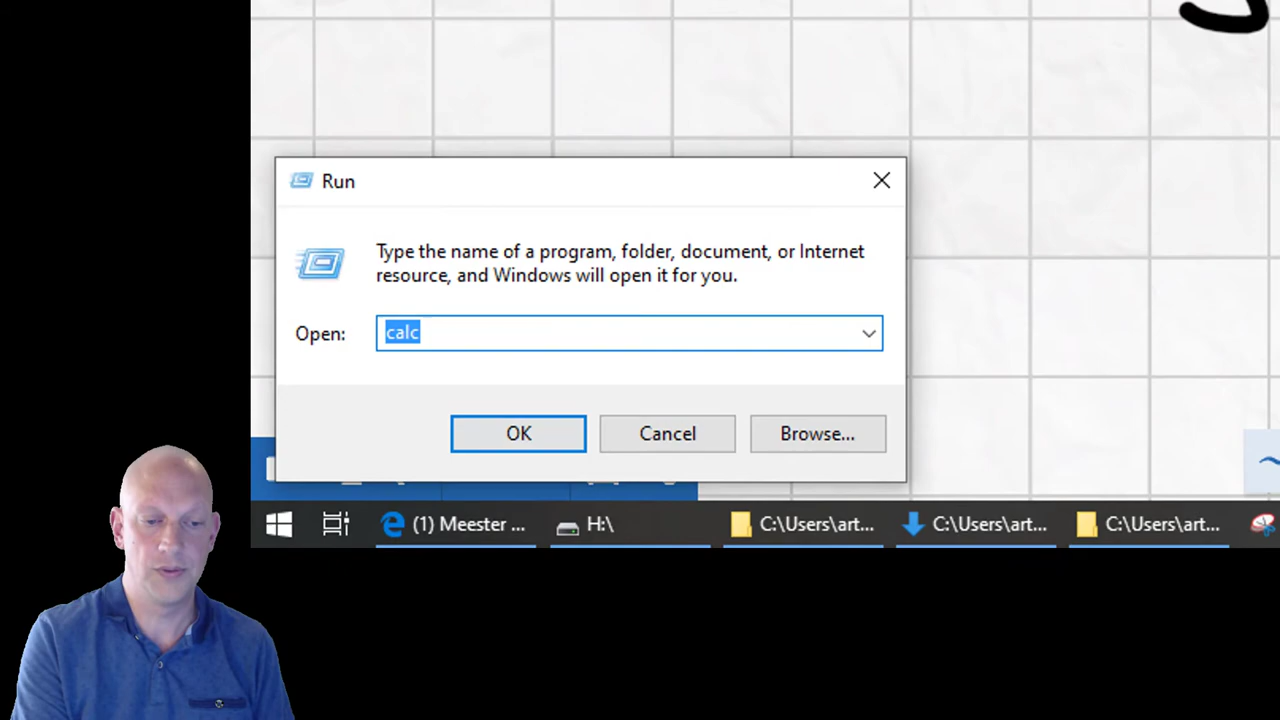 Run
Type the name of a program, folder, document, or Internet
resource, and Windows will open it for you.
Open: calc
OK Cancel Browse...
(1) Meester ... H:\ C:\Users\art... C:\Users\art... C:\Users\art...